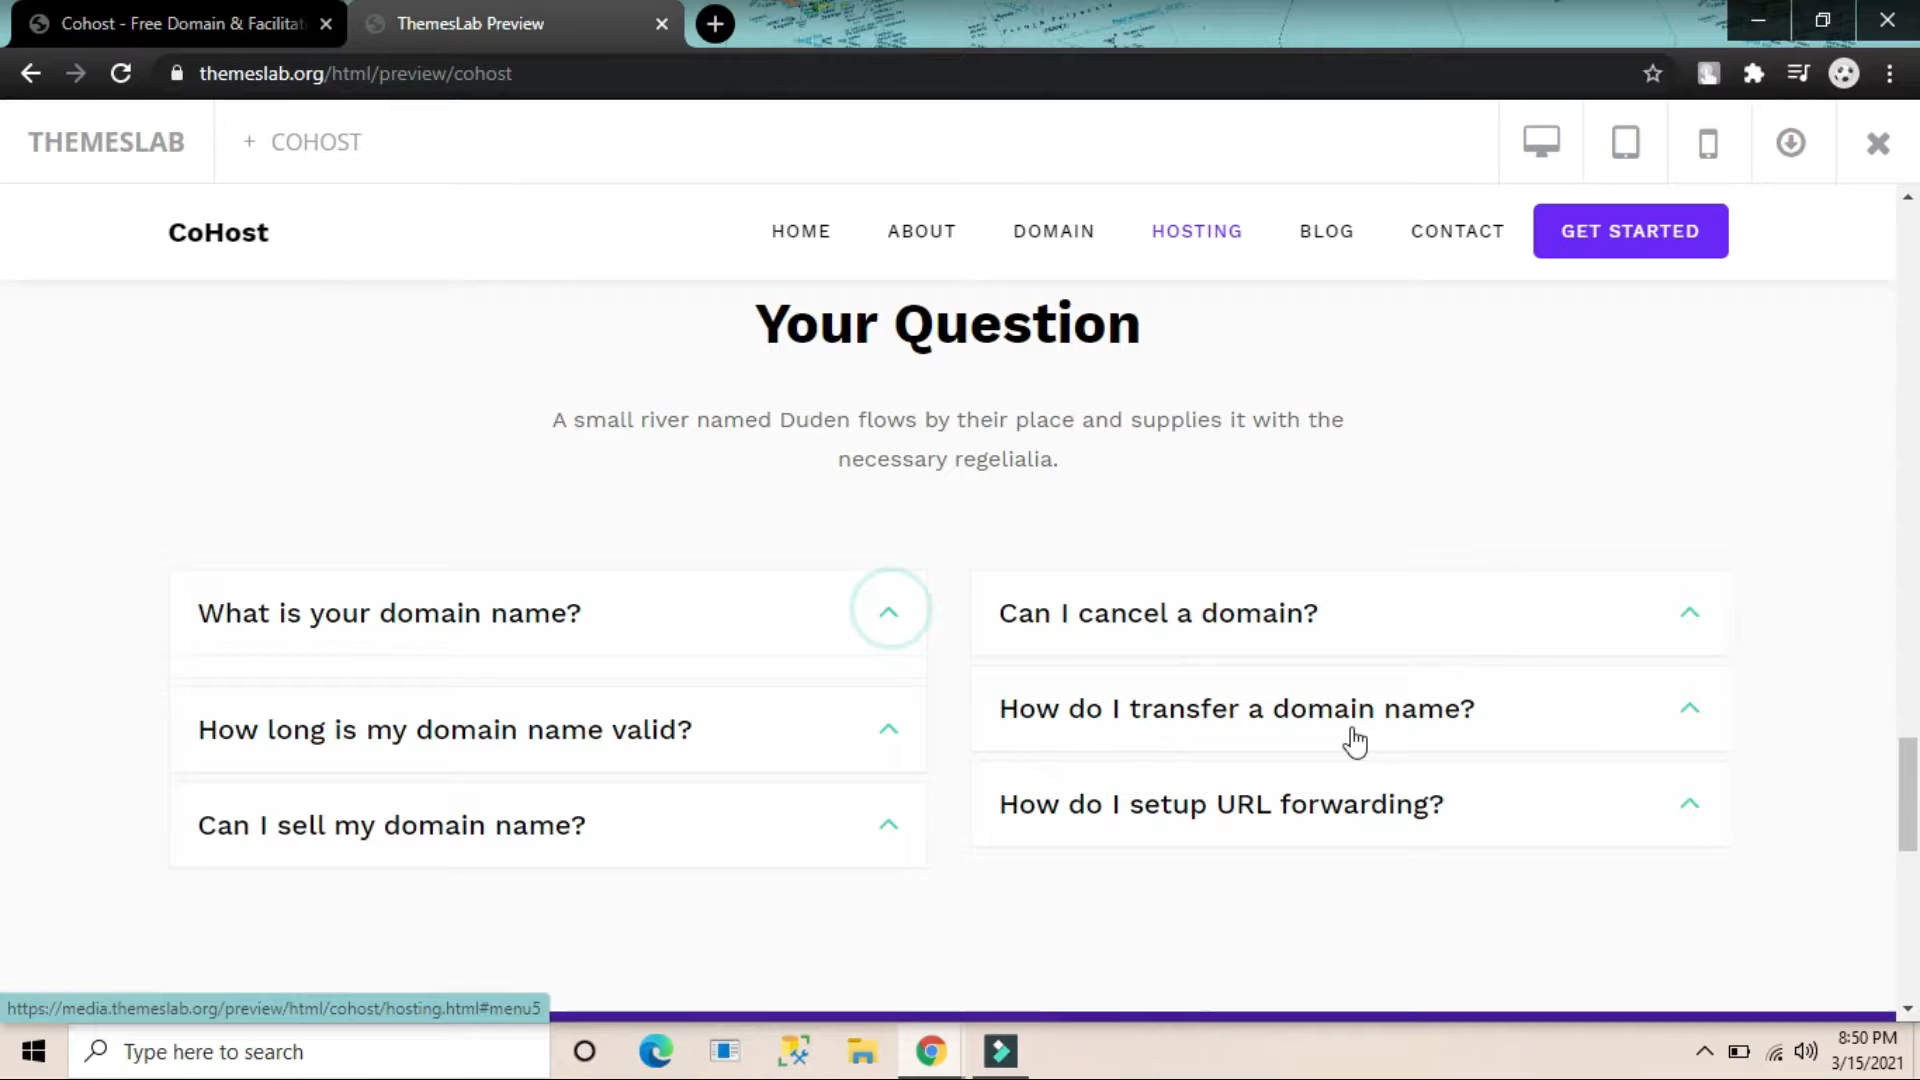 Cohost - Free Domain & Facilitat
ThemesLab Preview
themeslab.org/html/preview/cohost
THEMESLAB
+ COHOST
CoHost
HOME
ABOUT
DOMAIN
HOSTING
BLOG
CONTACT
GET STARTED
Your Question
A small river named Duden flows by their place and supplies it with the
necessary regelialia.
What is your domain name?
How long is my domain name valid?
Can I sell my domain name?
Can I cancel a domain?
How do I transfer a domain name?
How do I setup URL forwarding?
https://media.themeslab.org/preview/html/cohost/hosting.html#menu5
Type here to search
8:50 PM
3/15/2021